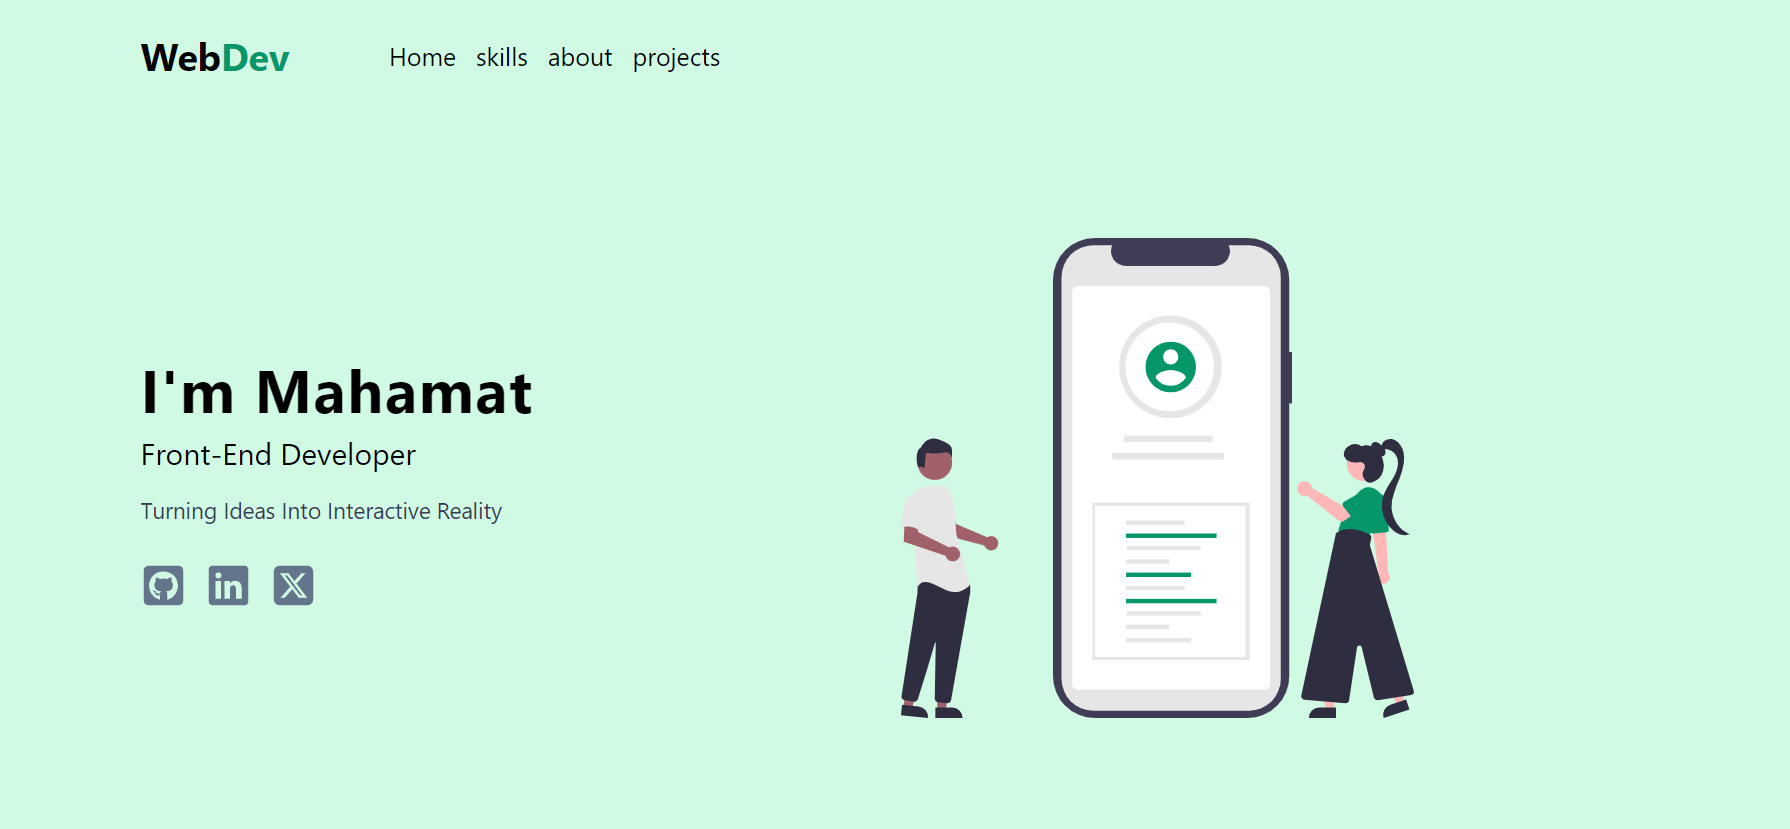 WebDev Home skills about projects
I'm Mahamat
Front-End Developer
Turning Ideas Into Interactive Reality
in X